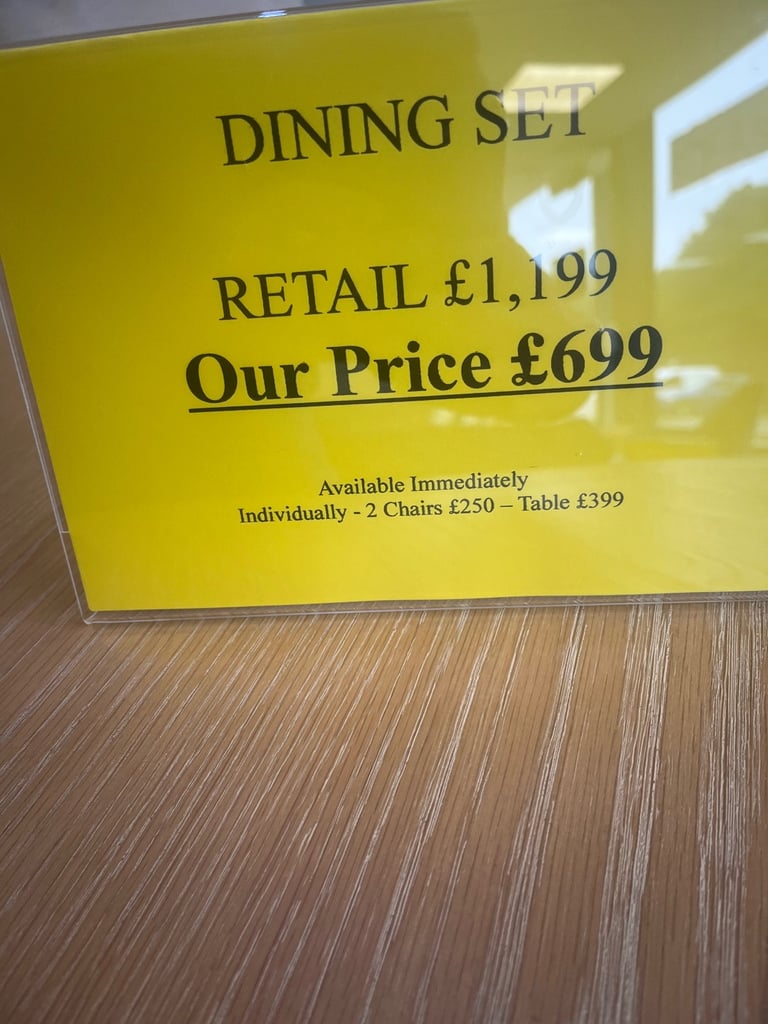 DINING SET
RETAIL £1,199
Our Price £699
Available Immediately
Individually - 2 Chairs £250 – Table £399